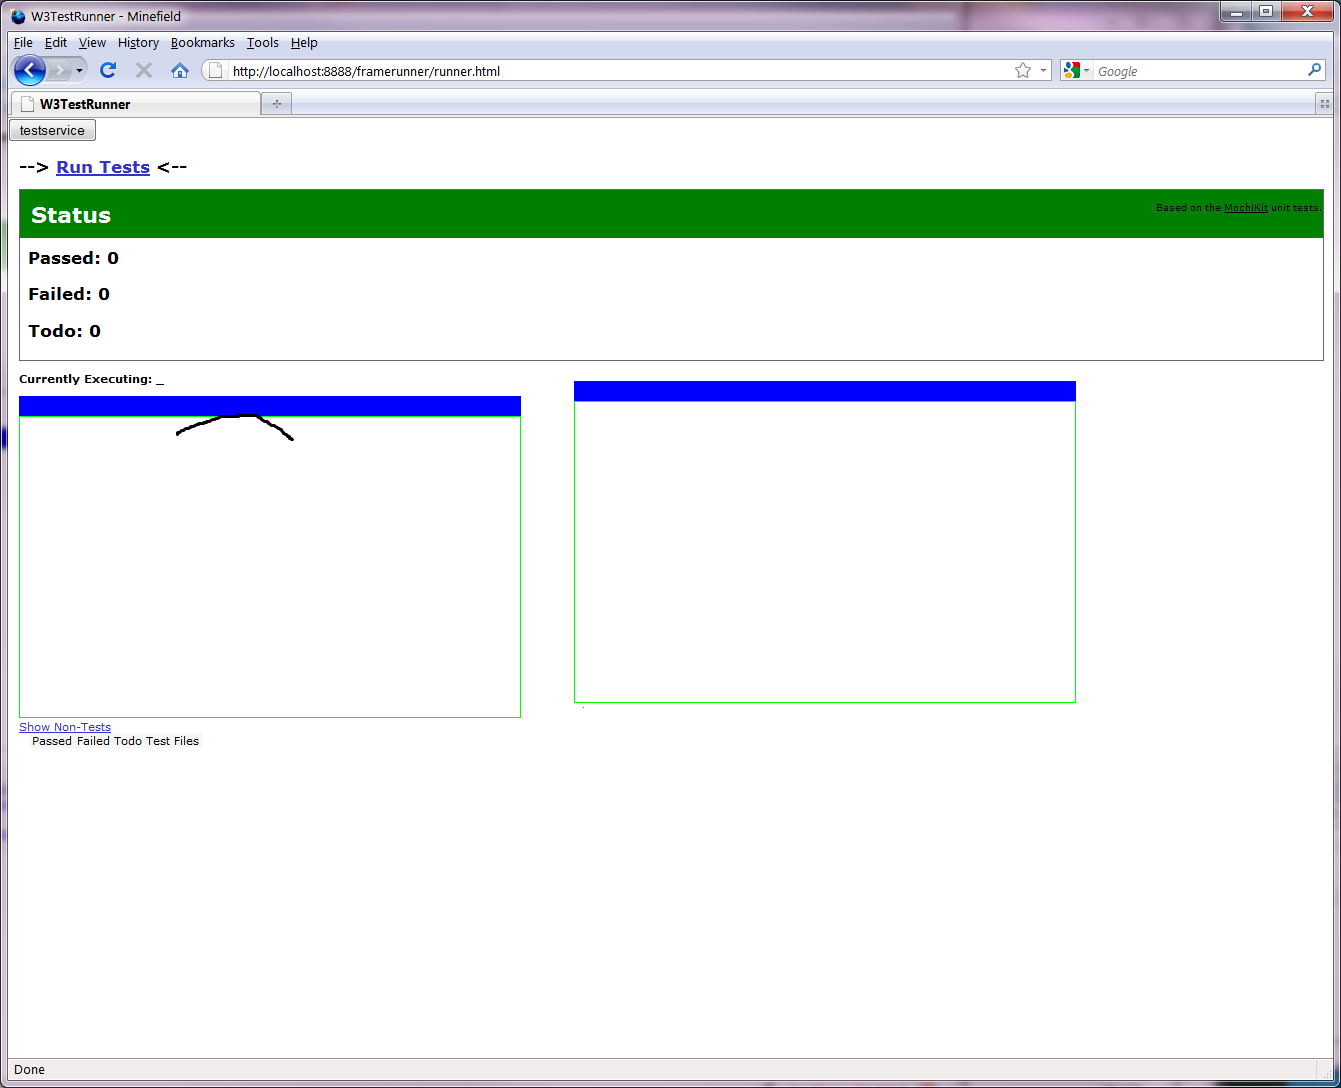 W3TestRunner - Minefield
File Edit View History Bookmarks Tools Help
http://localhost:8888/framerunner/runner.html Google
W3TestRunner
testservice
--> Run Tests <--
Status
Based on the MochiKit unit tests.
Passed: 0
Failed: 0
Todo: 0
Currently Executing: _
Show Non-Tests
Passed Failed Todo Test Files
Done